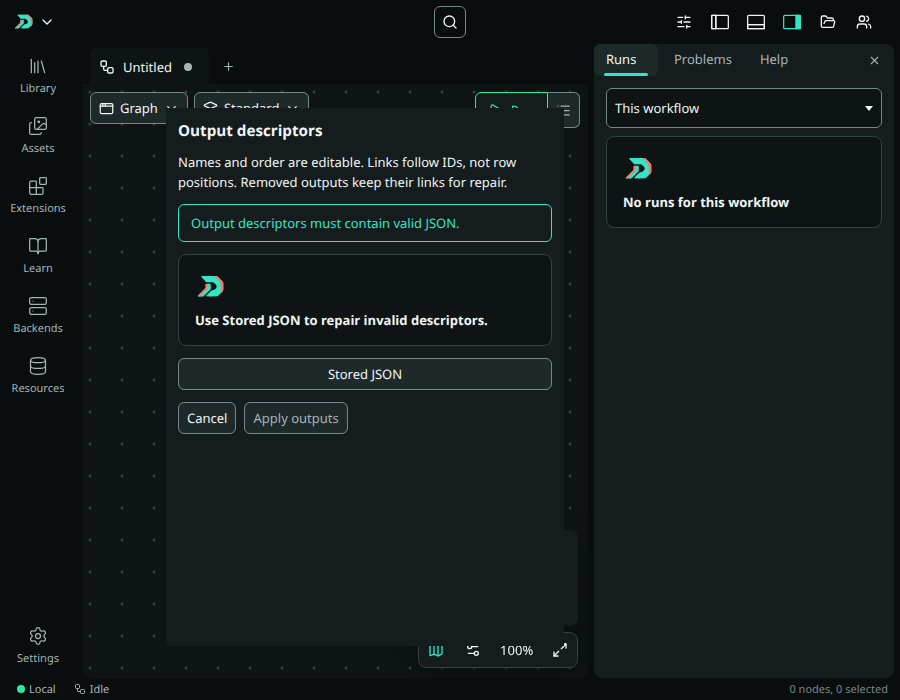 Untitled
Runs
Problems
Help
Library
Assets
Extensions
Learn
Backends
Resources
Settings
Graph
Standard
This workflow
No runs for this workflow
Output descriptors
Names and order are editable. Links follow IDs, not row
positions. Removed outputs keep their links for repair.
Output descriptors must contain valid JSON.
Use Stored JSON to repair invalid descriptors.
Stored JSON
Cancel
Apply outputs
100%
Local
Idle
0 nodes, 0 selected